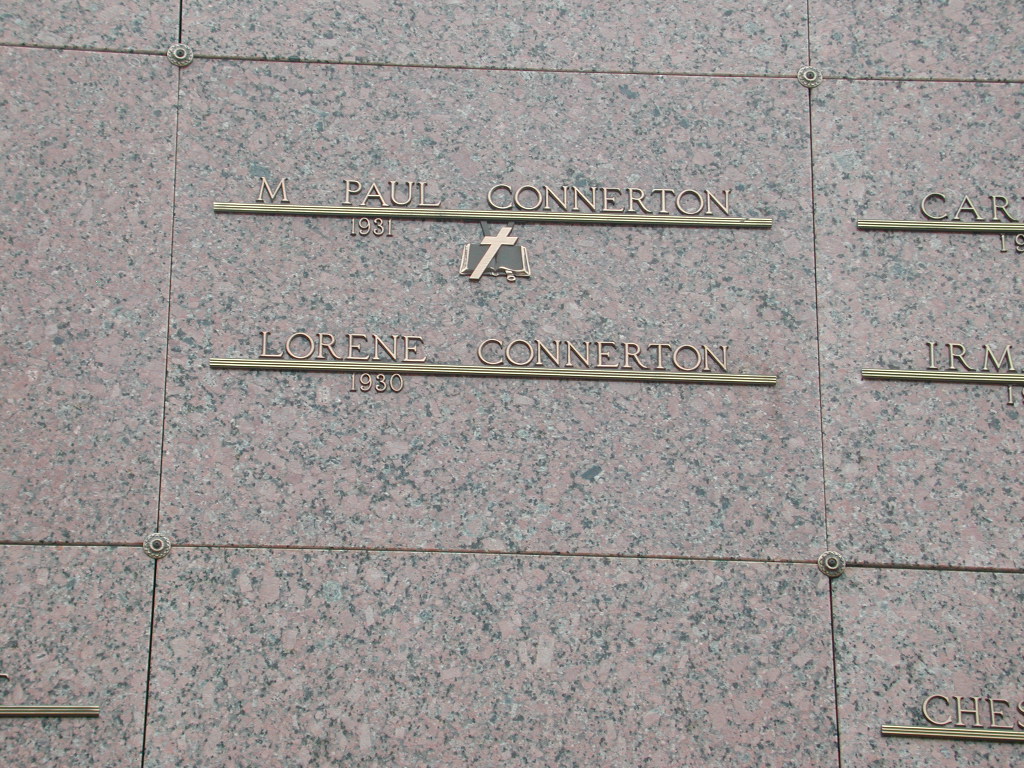 M PAUL CONNERTON
1931
LORENE CONNERTON
1930